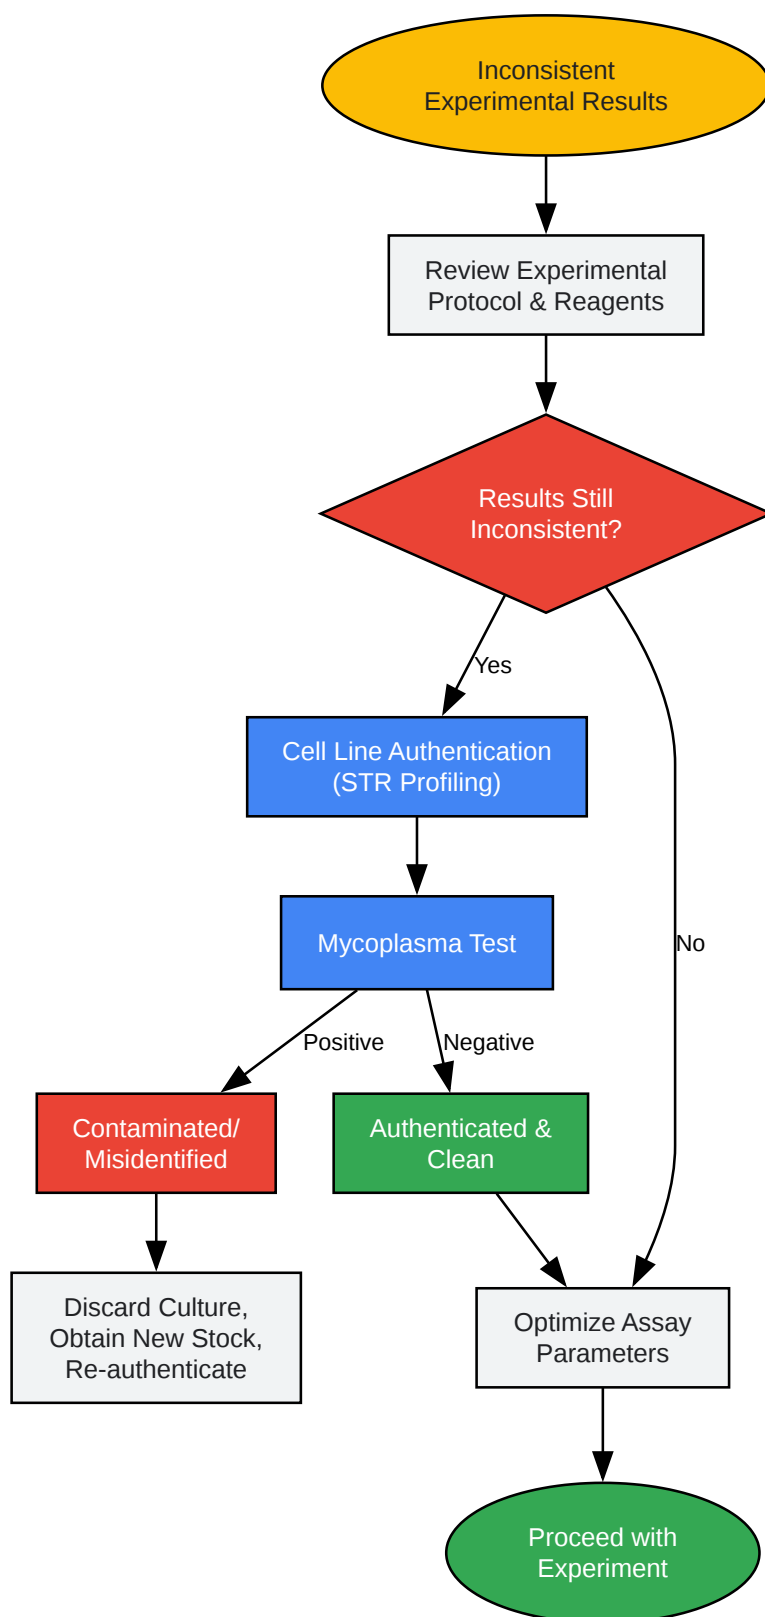 Inconsistent
Experimental Results
Review Experimental
Protocol & Reagents
Results Still
Inconsistent?
Yes
Cell Line Authentication
(STR Profiling)
Mycoplasma Test
No
Positive
Negative
Contaminated/
Misidentified
Authenticated &
Clean
Discard Culture,
Obtain New Stock,
Re-authenticate
Optimize Assay
Parameters
Proceed with
Experiment